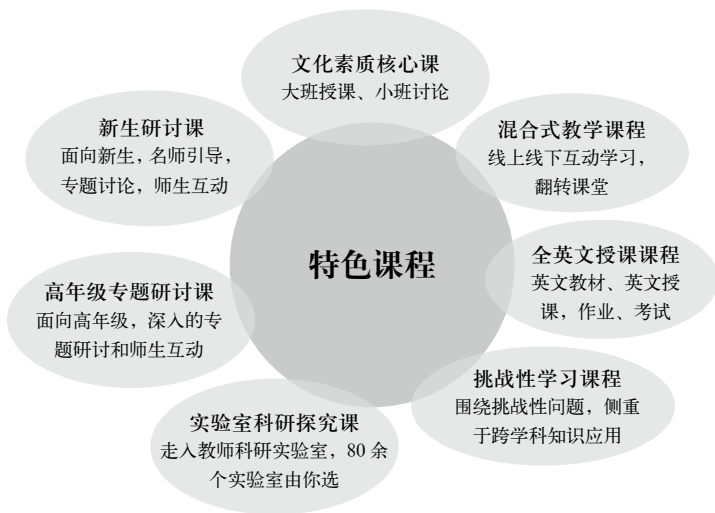 文化素质核心课
大班授课、小班讨论
新生研讨课
面向新生，名师引导，
专题讨论，师生互动
混合式教学课程
线上线下互动学习，
翻转课堂
特色课程
全英文授课课程
英文教材、英文授
课，作业、考试
高年级专题研讨课
面向高年级，深入的专
题研讨和师生互动
挑战性学习课程
围绕挑战性问题，侧重
于跨学科知识应用
实验室科研探究课
走入教师科研实验室，80 余
个实验室由你选